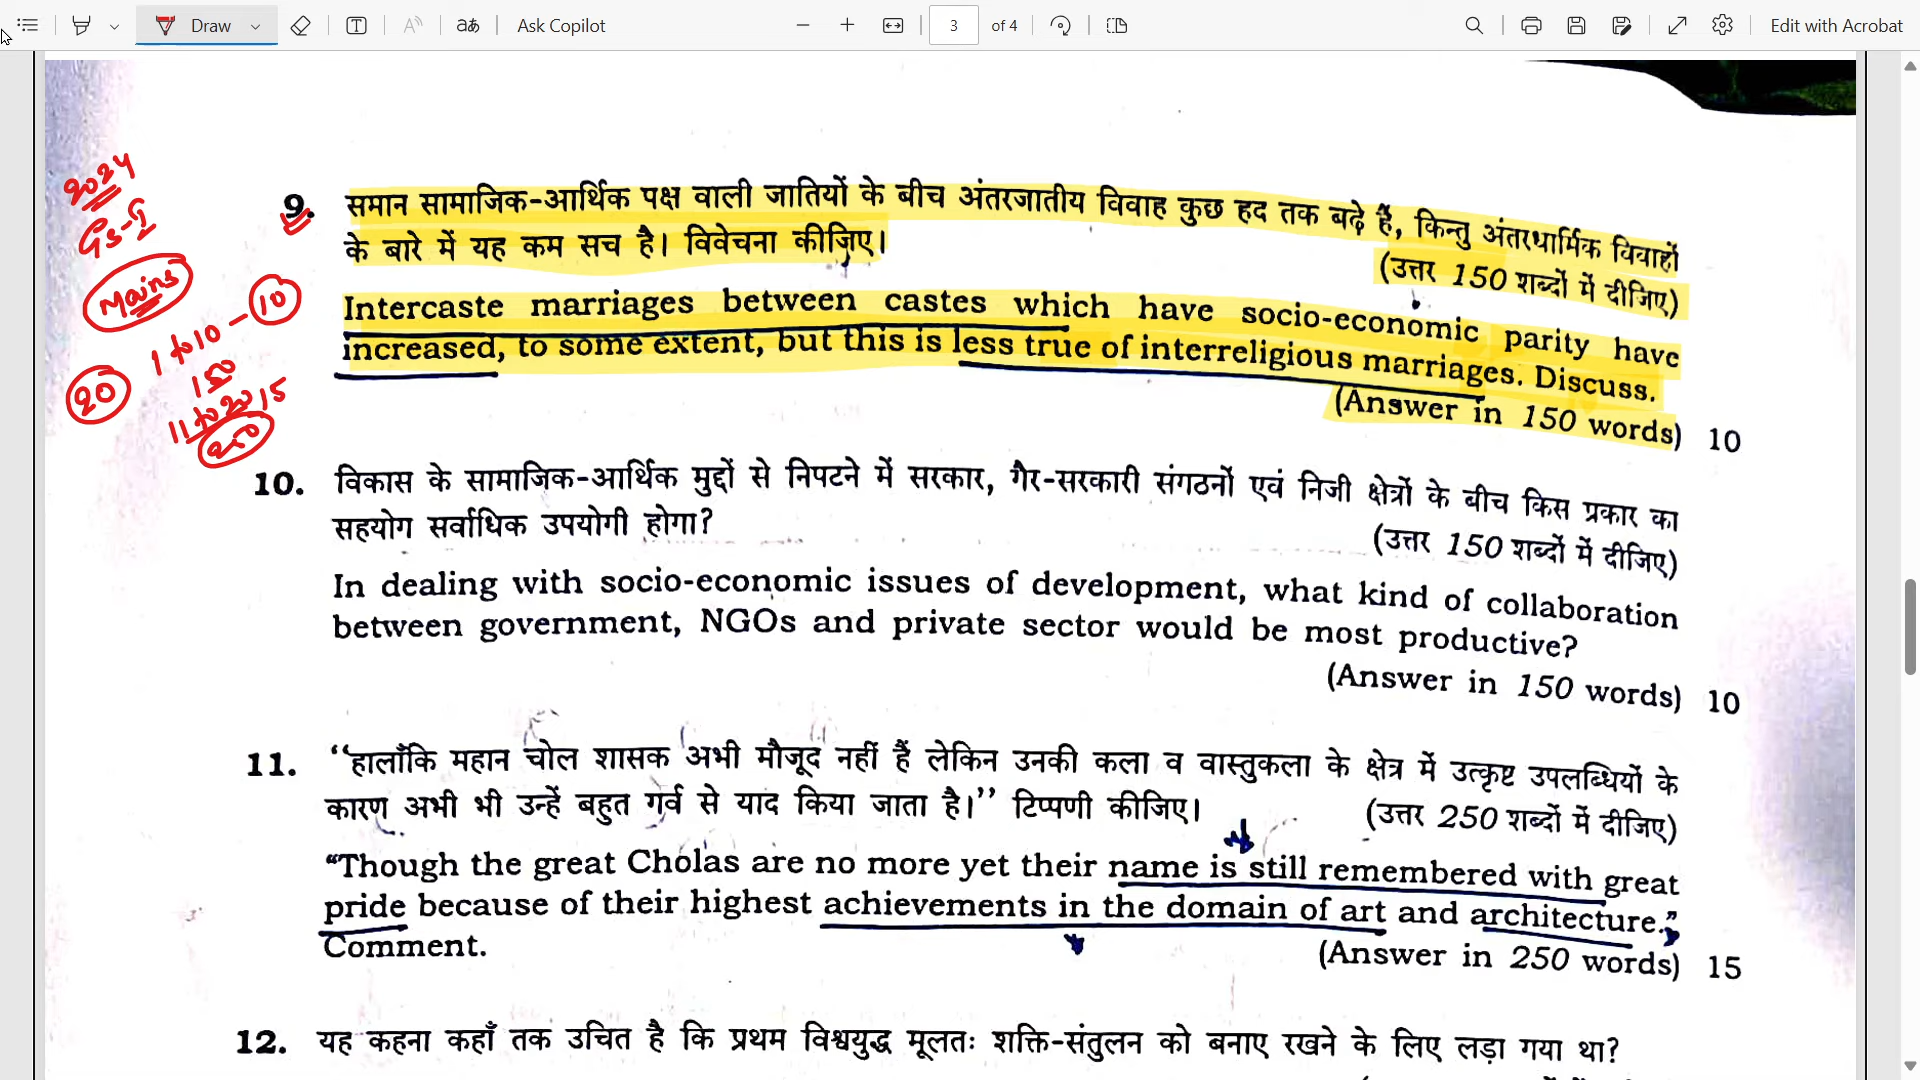 Draw
Ask Copilot
3 of 4
Edit with Acrobat
2024
GS-I
Mains
1 to 10 - 10
150
20
11 to 20 15
250
9. समान सामाजिक-आर्थिक पक्ष वाली जातियों के बीच अंतरजातीय विवाह कुछ हद तक बढ़े हैं, किन्तु अंतरधार्मिक विवाहों
के बारे में यह कम सच है। विवेचना कीजिए।
(उत्तर 150 शब्दों में दीजिए)
Intercaste marriages between castes which have socio-economic parity have
increased, to some extent, but this is less true of interreligious marriages. Discuss.
(Answer in 150 words) 10
10. विकास के सामाजिक-आर्थिक मुद्दों से निपटने में सरकार, गैर-सरकारी संगठनों एवं निजी क्षेत्रों के बीच किस प्रकार का
सहयोग सर्वाधिक उपयोगी होगा?
(उत्तर 150 शब्दों में दीजिए)
In dealing with socio-economic issues of development, what kind of collaboration
between government, NGOs and private sector would be most productive?
(Answer in 150 words) 10
11. “हालाँकि महान चोल शासक अभी मौजूद नहीं हैं लेकिन उनकी कला व वास्तुकला के क्षेत्र में उत्कृष्ट उपलब्धियों के
कारण अभी भी उन्हें बहुत गर्व से याद किया जाता है।” टिप्पणी कीजिए।
(उत्तर 250 शब्दों में दीजिए)
“Though the great Cholas are no more yet their name is still remembered with great
pride because of their highest achievements in the domain of art and architecture.”
Comment.
(Answer in 250 words) 15
12. यह कहना कहाँ तक उचित है कि प्रथम विश्वयुद्ध मूलतः शक्ति-संतुलन को बनाए रखने के लिए लड़ा गया था?